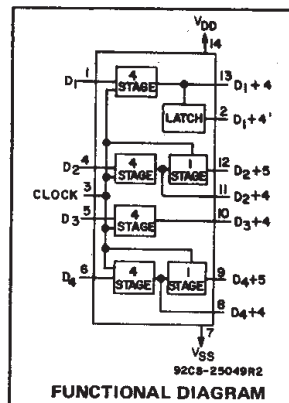 VDD
14
D1 1 4 STAGE 13 D1+4
LATCH 2 D1+4'
D2 4 4 STAGE 1 STAGE 12 D2+5
11 D2+4
CLOCK 3
D3 5 4 STAGE 10 D3+4
D4 6 4 STAGE 1 STAGE 9 D4+5
8 D4+4
7
VSS
92CS-25049R2
FUNCTIONAL DIAGRAM